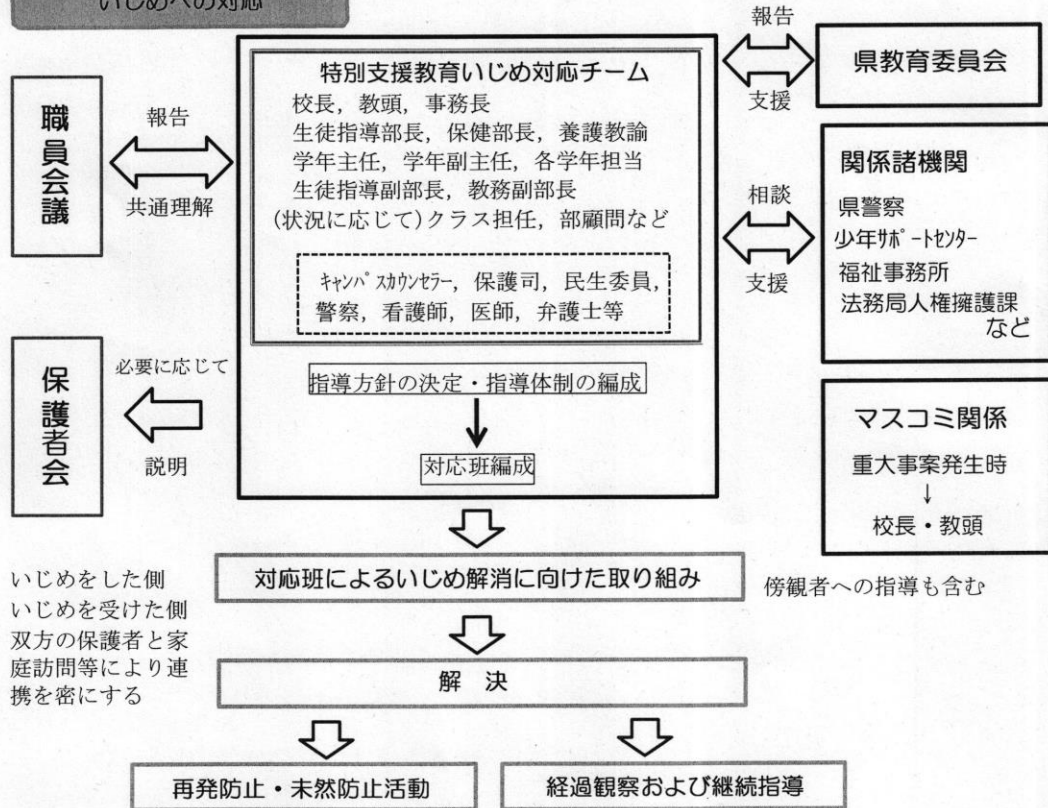 いじめへの対応
職員会議
報告
共通理解
特別支援教育いじめ対応チーム
校長，教頭，事務長
生徒指導部長，保健部長，養護教諭
学年主任，学年副主任，各学年担当
生徒指導副部長，教務副部長
(状況に応じて)クラス担任，部顧問など
ｷｬﾝﾊﾟｽｶｳﾝｾﾗｰ，保護司，民生委員，
警察，看護師，医師，弁護士等
指導方針の決定・指導体制の編成
↓
対応班編成
報告
支援
県教育委員会
相談
支援
関係諸機関
県警察
少年ｻﾎﾟｰﾄｾﾝﾀｰ
福祉事務所
法務局人権擁護課
など
保護者会
必要に応じて
説明
マスコミ関係
重大事案発生時
↓
校長・教頭
対応班によるいじめ解消に向けた取り組み
傍観者への指導も含む
いじめをした側
いじめを受けた側
双方の保護者と家
庭訪問等により連
携を密にする
解 決
再発防止・未然防止活動
経過観察および継続指導